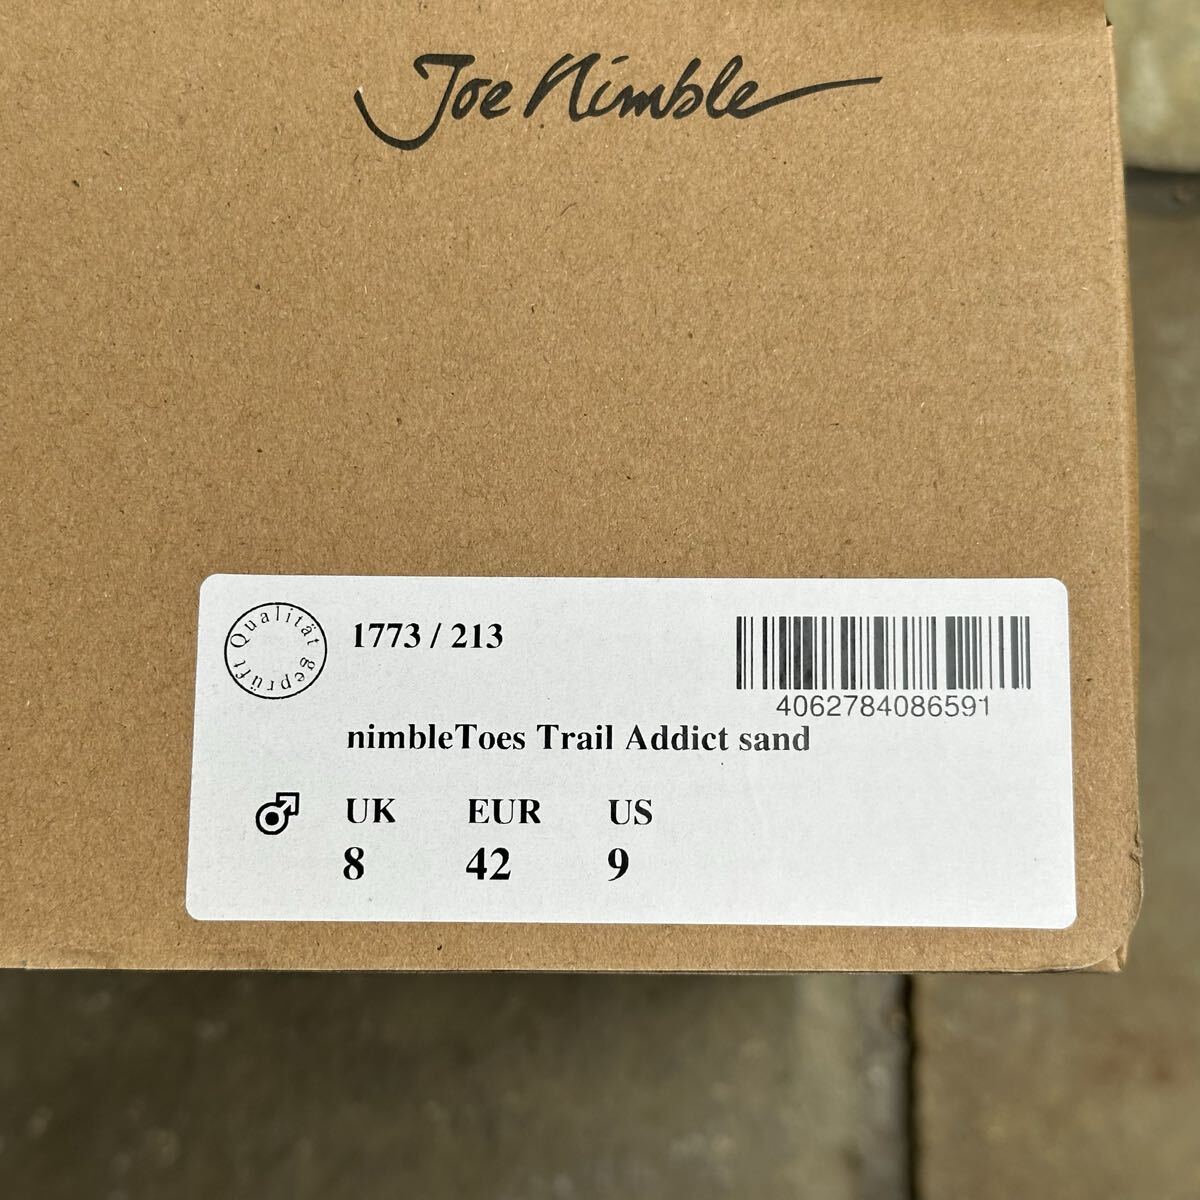 Joe Nimble
Qualität geprüft
1773 / 213
4062784086591
nimbleToes Trail Addict sand
UK EUR US
8 42 9